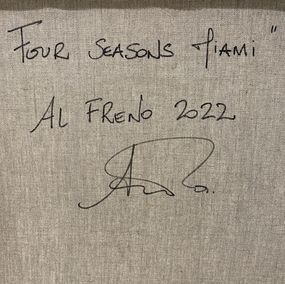 FOUR SEASONS MIAMI "
AL FRENO 2022